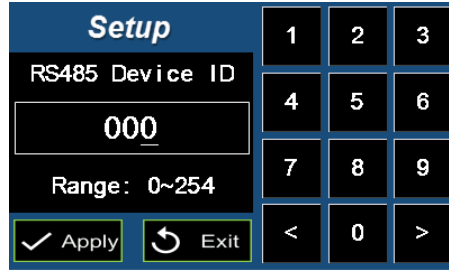 Setup
RS485 Device ID
000
Range: 0~254
Apply
Exit
1 2 3
4 5 6
7 8 9
< 0 >